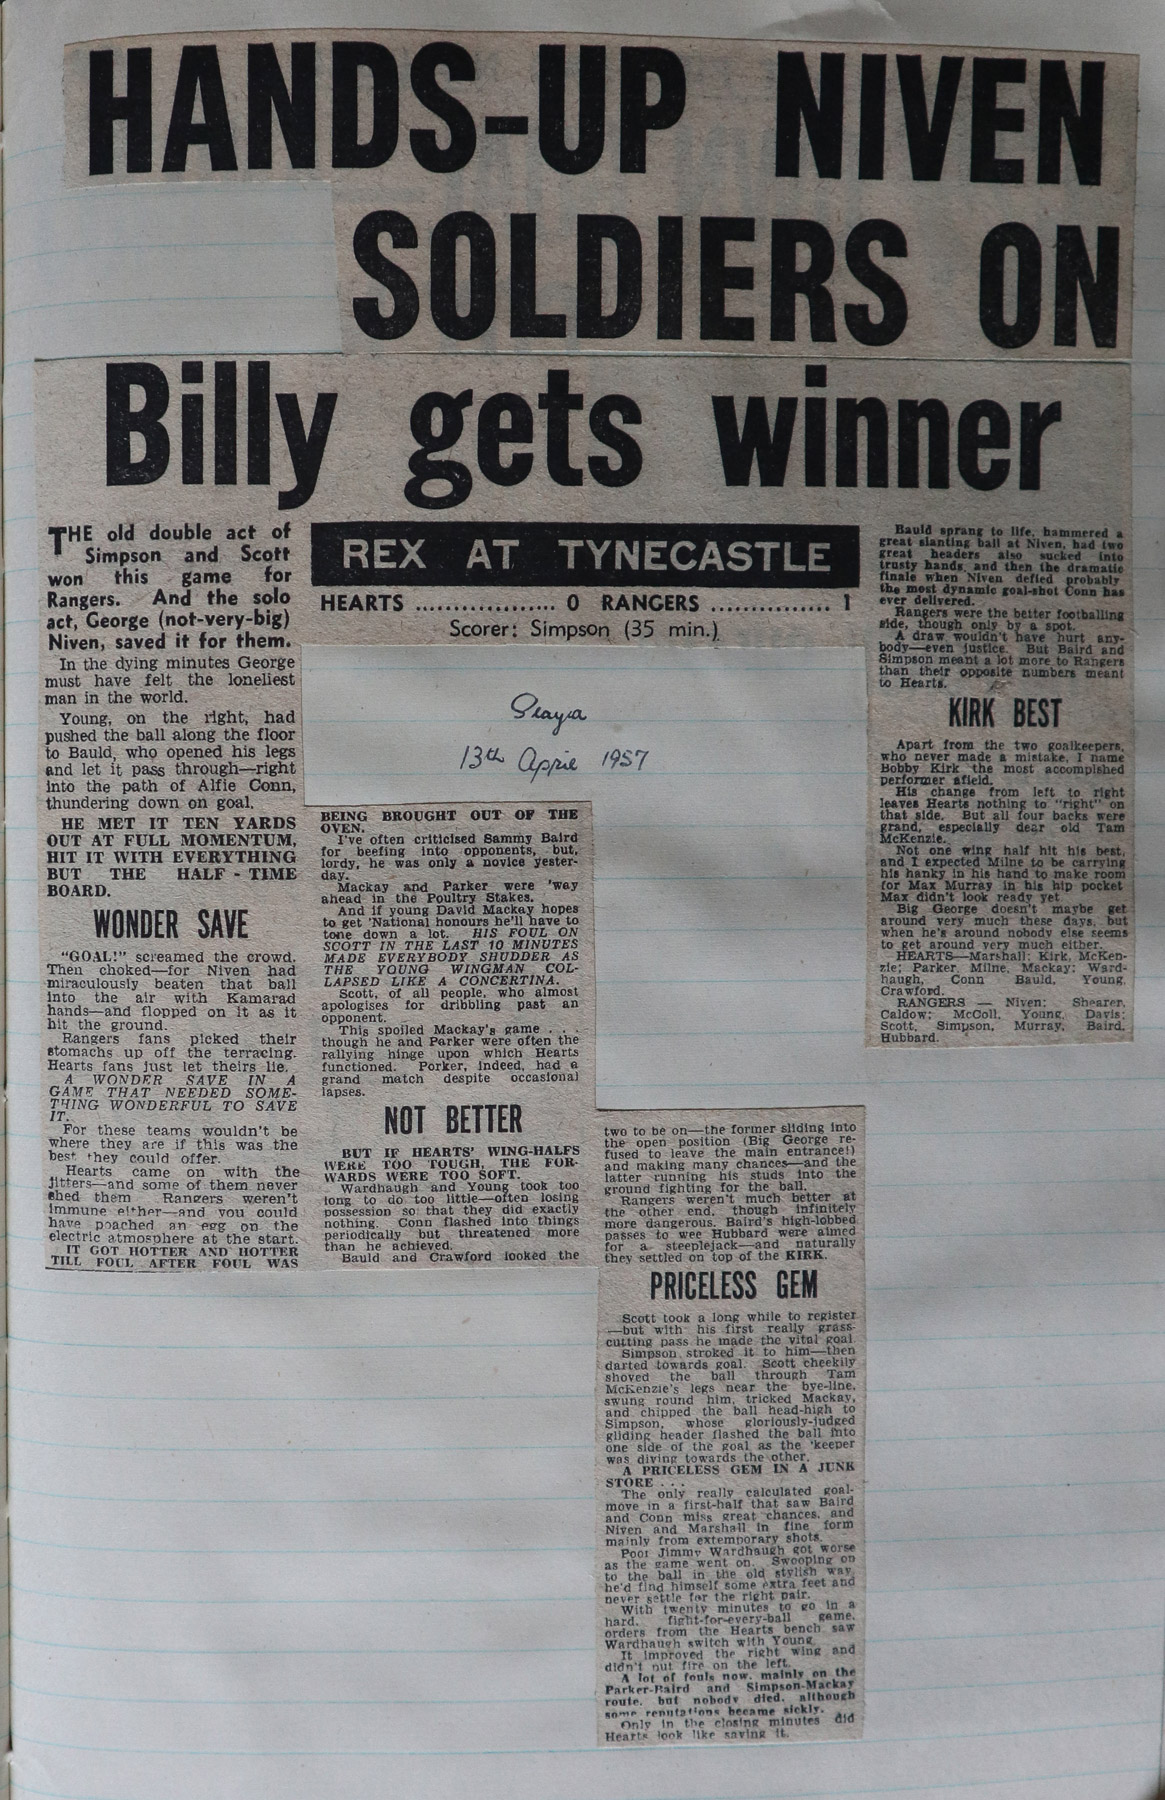 HANDS-UP NIVEN
SOLDIERS ON
Billy gets winner
THE old double act of
Simpson and Scott
won this game for
Rangers. And the solo
act, George (not-very-big)
Niven, saved it for them.
In the dying minutes George
must have felt the loneliest
man in the world.
Young, on the right, had
pushed the ball along the floor
to Bauld, who opened his legs
and let it pass through—right
into the path of Alfie Conn,
thundering down on goal.
HE MET IT TEN YARDS
OUT AT FULL MOMENTUM,
HIT IT WITH EVERYTHING
BUT THE HALF-TIME
BOARD.
WONDER SAVE
"GOAL!" screamed the crowd.
Then choked—for Niven had
miraculously beaten that ball
into the air with Kamarad
hands—and flopped on it as it
hit the ground.
Rangers fans picked their
stomachs up off the terracing.
Hearts fans just let theirs lie.
A WONDER SAVE IN A
GAME THAT NEEDED SOME-
THING WONDERFUL TO SAVE
IT.
For these teams wouldn't be
where they are if this was the
best they could offer.
Hearts came on with the
jitters—and some of them never
shed them Rangers weren't
immune either—and you could
have poached an egg on the
electric atmosphere at the start.
IT GOT HOTTER AND HOTTER
TILL FOUL AFTER FOUL WAS
REX AT TYNECASTLE
HEARTS ................. 0 RANGERS ............... 1
Scorer: Simpson (35 min.)
13th April 1957
BEING BROUGHT OUT OF THE
OVEN.
I've often criticised Sammy Baird
for beefing into opponents, but,
lordy, he was only a novice yester-
day.
Mackay and Parker were 'way
ahead in the Poultry Stakes.
And if young David Mackay hopes
to get 'National honours he'll have to
tone down a lot. HIS FOUL ON
SCOTT IN THE LAST 10 MINUTES
MADE EVERYBODY SHUDDER AS
THE YOUNG WINGMAN COL-
LAPSED LIKE A CONCERTINA.
Scott, of all people, who almost
apologises for dribbling past an
opponent.
This spoiled Mackay's game . . .
though he and Parker were often the
rallying hinge upon which Hearts
functioned. Porker, indeed, had a
grand match despite occasional
lapses.
NOT BETTER
BUT IF HEARTS' WING-HALFS
WERE TOO TOUGH, THE FOR-
WARDS WERE TOO SOFT.
Wardhaugh and Young took too
long to do too little—often losing
possession so that they did exactly
nothing. Conn flashed into things
periodically but threatened more
than he achieved.
Bauld and Crawford looked the
two to be on—the former sliding into
the open position (Big George re-
fused to leave the main entrance!)
and making many chances—and the
latter running his studs into the
ground fighting for the ball.
Rangers weren't much better at
the other end, though infinitely
more dangerous. Baird's high-lobbed
passes to wee Hubbard were aimed
for a steeplejack—and naturally
they settled on top of the KIRK.
PRICELESS GEM
Scott took a long while to register
—but with his first really grass-
cutting pass he made the vital goal.
Simpson stroked it to him—then
darted towards goal. Scott cheekily
shoved the ball through Tam
McKenzie's legs near the bye-line,
swung round him, tricked Mackay,
and chipped the ball head-high to
Simpson, whose gloriously-judged
gliding header flashed the ball into
one side of the goal as the 'keeper
was diving towards the other.
A PRICELESS GEM IN A JUNK
STORE . . .
The only really calculated goal-
move in a first-half that saw Baird
and Conn miss great chances, and
Niven and Marshall in fine form
mainly from extemporary shots.
Poor Jimmy Wardhaugh got worse
as the game went on. Swooping on
to the ball in the old stylish way
he'd find himself some extra feet and
never settle for the right pair.
With twenty minutes to go in a
hard, fight-for-every-ball game,
orders from the Hearts bench saw
Wardhaugh switch with Young.
It improved the right wing and
didn't put fire on the left.
A lot of fouls now, mainly on the
Parker-Baird and Simpson-Mackay
route, but nobody died, although
some reputations became sickly.
Only in the closing minutes did
Hearts look like saving it.
Bauld sprang to life, hammered a
great slanting ball at Niven, had two
great headers also sucked into
trusty hands, and then the dramatic
finale when Niven defied probably
the most dynamic goal-shot Conn has
ever delivered.
Rangers were the better footballing
side, though only by a spot.
A draw wouldn't have hurt any-
body—even justice. But Baird and
Simpson meant a lot more to Rangers
than their opposite numbers meant
to Hearts.
KIRK BEST
Apart from the two goalkeepers,
who never made a mistake, I name
Bobby Kirk the most accomplished
performer afield.
His change from left to right
leaves Hearts nothing to "right" on
that side. But all four backs were
grand, especially dear old Tam
McKenzie.
Not one wing half hit his best,
and I expected Milne to be carrying
his hanky in his hand to make room
for Max Murray in his hip pocket
Max didn't look ready yet
Big George doesn't maybe get
around very much these days, but
when he's around nobody else seems
to get around very much either.
HEARTS—Marshall; Kirk, McKen-
zie; Parker, Milne, Mackay; Ward-
haugh, Conn Bauld, Young,
Crawford.
RANGERS — Niven; Shearer,
Caldow; McColl, Young, Davis;
Scott, Simpson, Murray, Baird,
Hubbard.